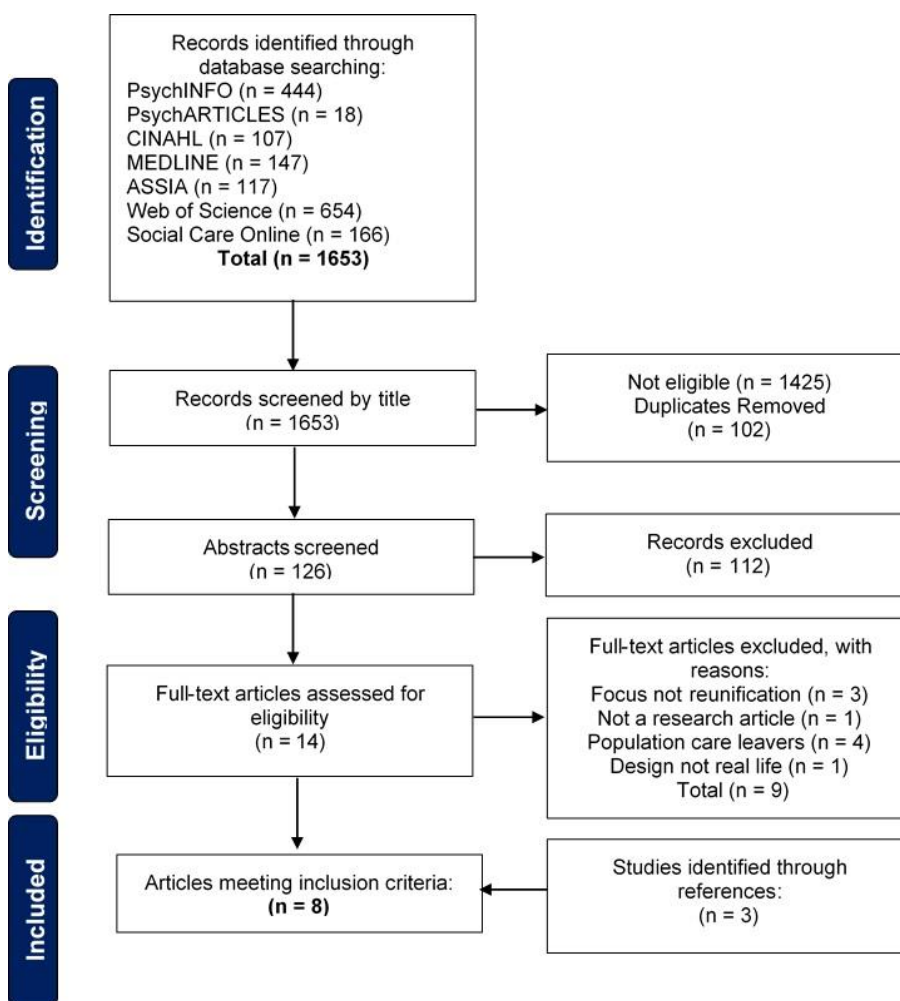 Identification
Records identified through
database searching:
PsychINFO (n = 444)
PsychARTICLES (n = 18)
CINAHL (n = 107)
MEDLINE (n = 147)
ASSIA (n = 117)
Web of Science (n = 654)
Social Care Online (n = 166)
Total (n = 1653)
Screening
Records screened by title
(n = 1653)
Not eligible (n = 1425)
Duplicates Removed
(n = 102)
Abstracts screened
(n = 126)
Records excluded
(n = 112)
Eligibility
Full-text articles assessed for
eligibility
(n = 14)
Full-text articles excluded, with
reasons:
Focus not reunification (n = 3)
Not a research article (n = 1)
Population care leavers (n = 4)
Design not real life (n = 1)
Total (n = 9)
Included
Articles meeting inclusion criteria:
(n = 8)
Studies identified through
references:
(n = 3)